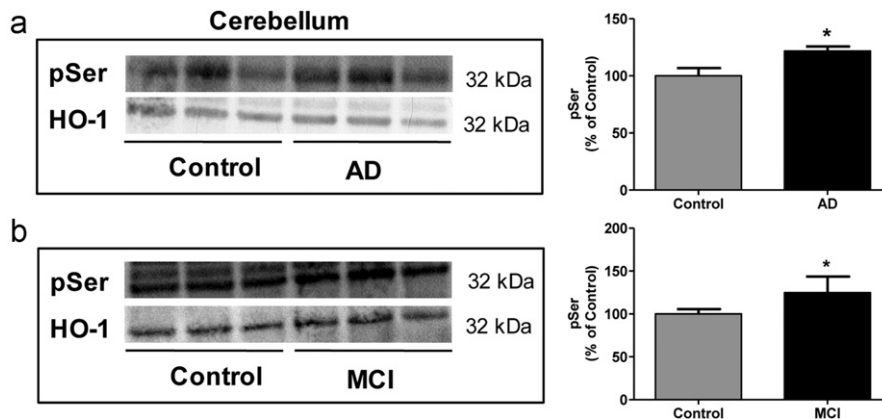 a
Cerebellum
pSer
32 kDa
HO-1
32 kDa
Control
AD
pSer
(% of Control)
150
100
50
0
*
Control
AD
b
pSer
32 kDa
HO-1
32 kDa
Control
MCI
pSer
(% of Control)
200
150
100
50
0
*
Control
MCI